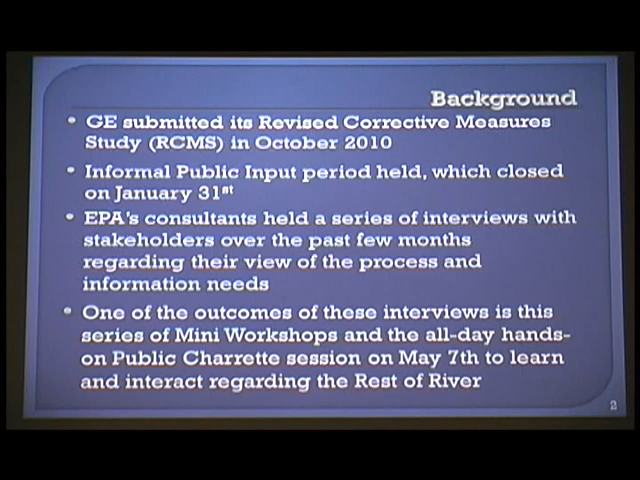 Background
• GE submitted its Revised Corrective Measures
Study (RCMS) in October 2010
• Informal Public Input period held, which closed
on January 31st
• EPA's consultants held a series of interviews with
stakeholders over the past few months
regarding their view of the process and
information needs
• One of the outcomes of these interviews is this
series of Mini Workshops and the all-day hands-
on Public Charrette session on May 7th to learn
and interact regarding the Rest of River
2